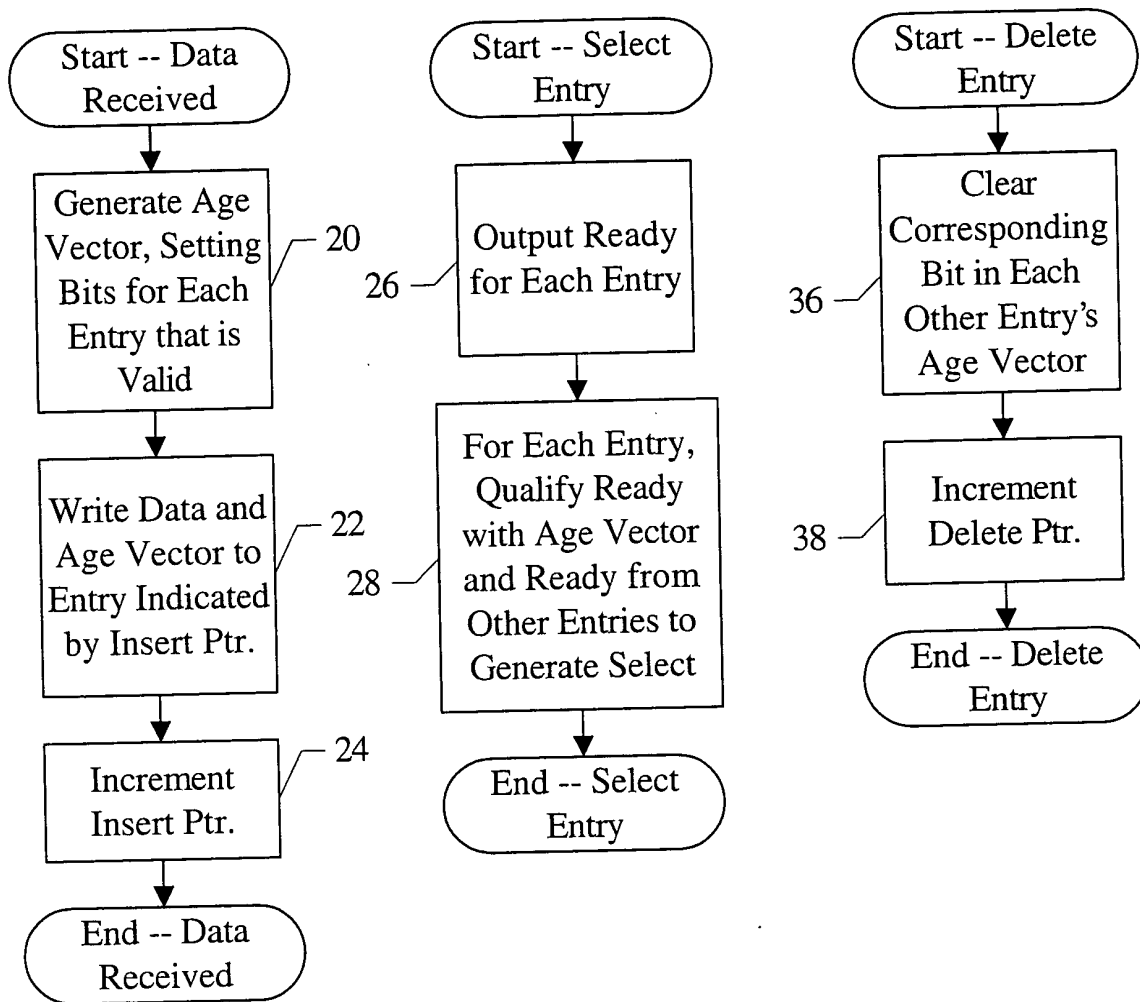 Start -- Data
Received
Generate Age
Vector, Setting
Bits for Each
Entry that is
Valid
20
Write Data and
Age Vector to
Entry Indicated
by Insert Ptr.
22
Increment
Insert Ptr.
24
End -- Data
Received
Start -- Select
Entry
Output Ready
for Each Entry
26
For Each Entry,
Qualify Ready
with Age Vector
and Ready from
Other Entries to
Generate Select
28
End -- Select
Entry
Start -- Delete
Entry
Clear
Corresponding
Bit in Each
Other Entry's
Age Vector
36
Increment
Delete Ptr.
38
End -- Delete
Entry